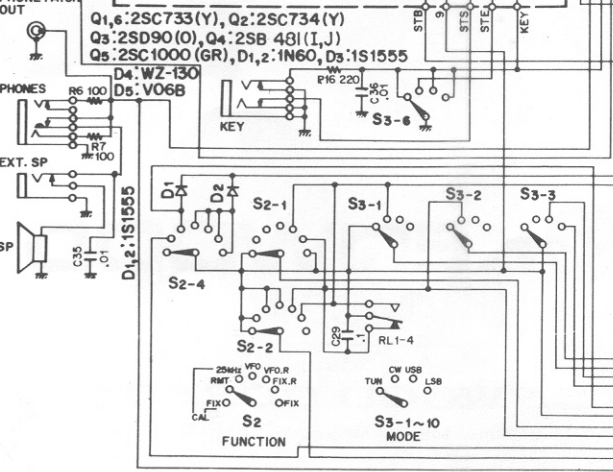 OUT
Q1,6:2SC733(Y), Q2:2SC734(Y)
Q3:2SD90(O), Q4:2SB 481(I,J)
Q5:2SC1000(GR), D1,2:1N60, D3:1S1555
D4:WZ-130
D5:V06B
STB
9
STS
STE
KEY
PHONES
R6 100
R7
100
R16 220
C36
.01
KEY
S3-6
EXT. SP
SP
C35
.01
D1,2:1S1555
D1
D2
S2-1
S3-1
S3-2
S3-3
S2-4
S2-2
C29
.1
RL1-4
25kHz
VFO
VFO.R
RMT
FIX.R
FIX
FIX
CAL
S2
FUNCTION
TUN
CW
USB
LSB
S3-1~10
MODE